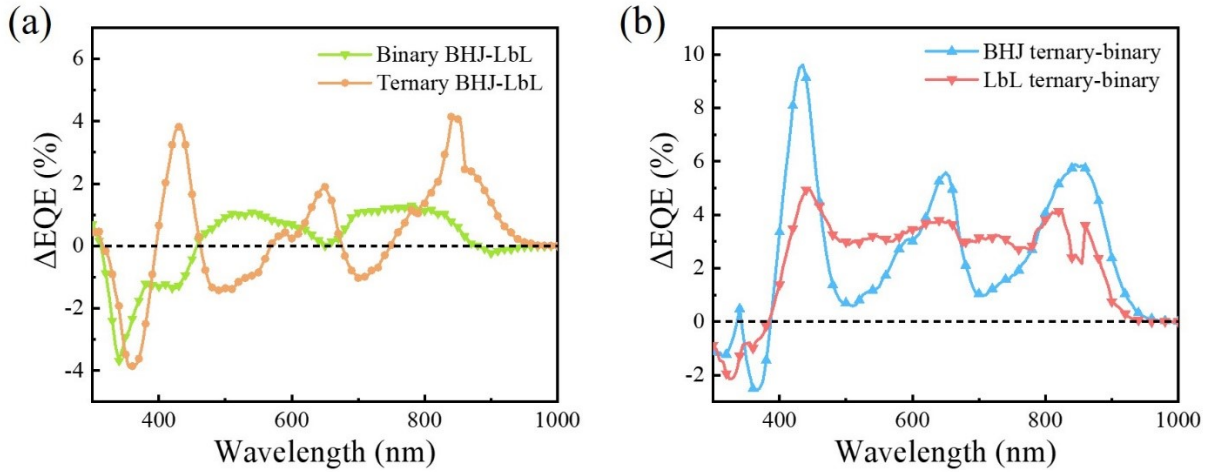 (a)
ΔEQE (%)
6
4
2
0
-2
-4
Binary BHJ-LbL
Ternary BHJ-LbL
400
600
800
1000
Wavelength (nm)
(b)
ΔEQE (%)
10
8
6
4
2
0
-2
BHJ ternary-binary
LbL ternary-binary
400
600
800
1000
Wavelength (nm)